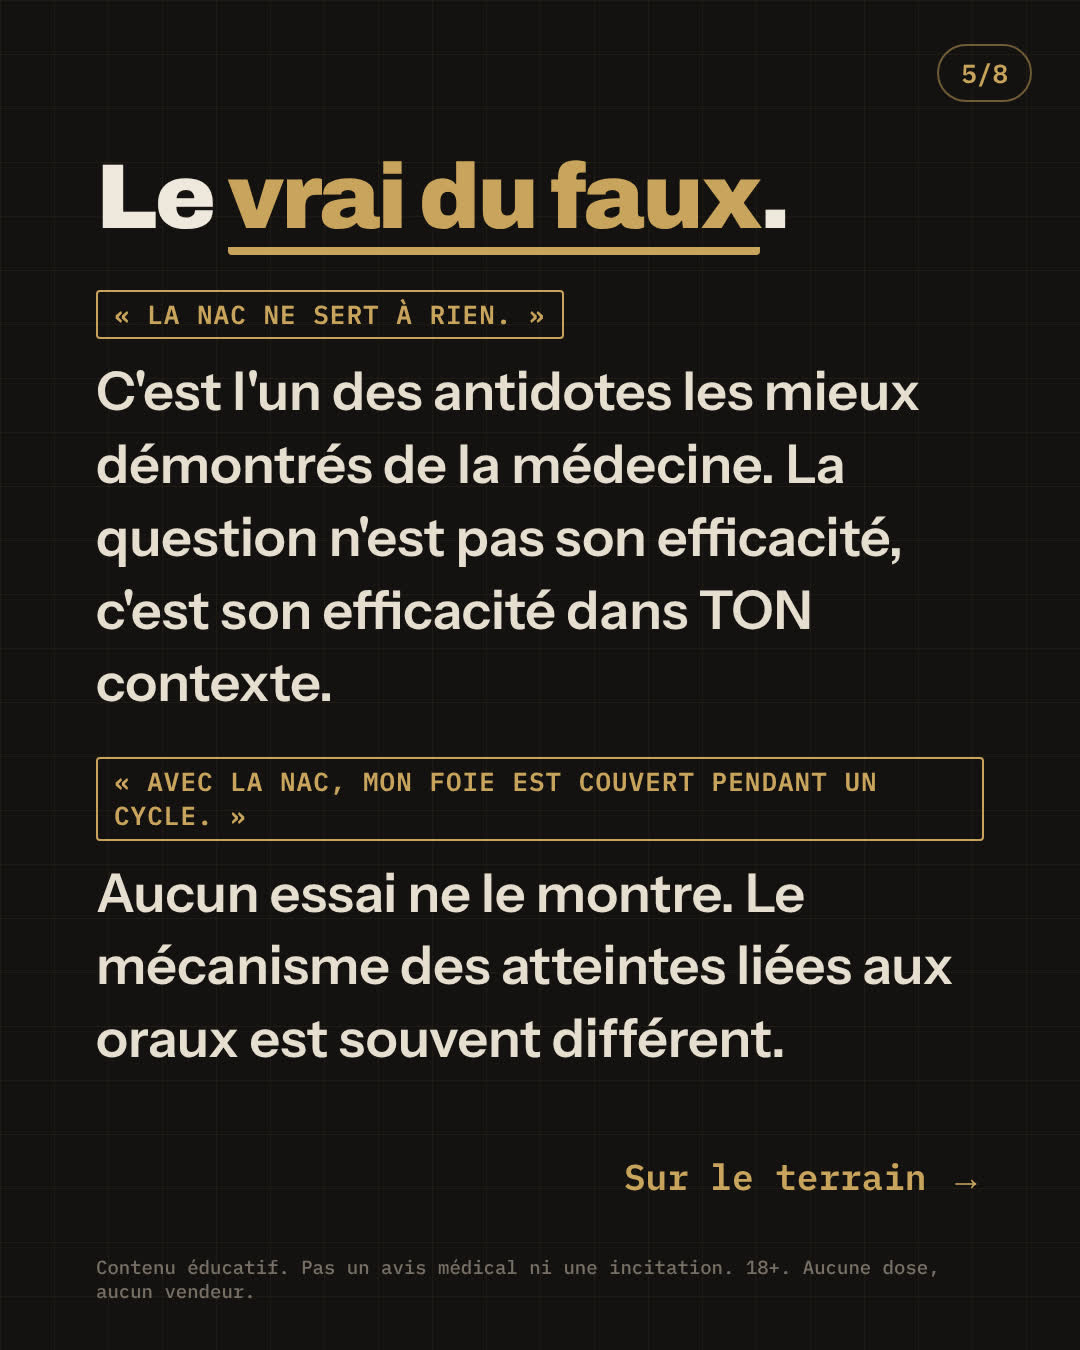 5/8
Le vrai du faux.
« LA NAC NE SERT À RIEN. »
C'est l'un des antidotes les mieux
démontrés de la médecine. La
question n'est pas son efficacité,
c'est son efficacité dans TON
contexte.
« AVEC LA NAC, MON FOIE EST COUVERT PENDANT UN
CYCLE. »
Aucun essai ne le montre. Le
mécanisme des atteintes liées aux
oraux est souvent différent.
Sur le terrain →
Contenu éducatif. Pas un avis médical ni une incitation. 18+. Aucune dose,
aucun vendeur.